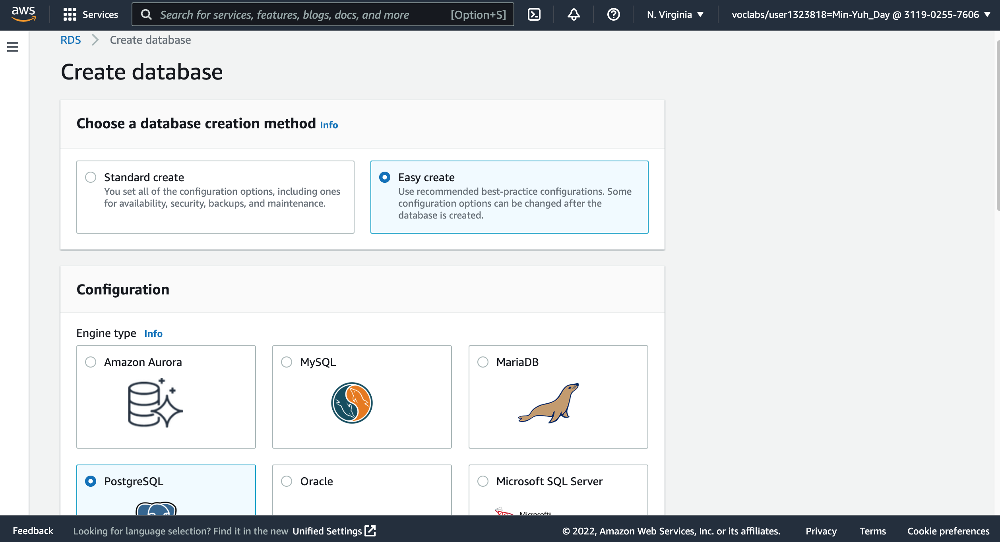 aws
Services
Search for services, features, blogs, docs, and more [Option+S]
N. Virginia ▼
voclabs/user1323818=Min-Yuh_Day @ 3119-0255-7606 ▼
RDS > Create database
Create database
Choose a database creation method Info
Standard create
You set all of the configuration options, including ones
for availability, security, backups, and maintenance.
Easy create
Use recommended best-practice configurations. Some
configuration options can be changed after the
database is created.
Configuration
Engine type Info
Amazon Aurora
MySQL
MariaDB
PostgreSQL
Oracle
Microsoft SQL Server
Microsoft®
Feedback
Looking for language selection? Find it in the new Unified Settings
© 2022, Amazon Web Services, Inc. or its affiliates.
Privacy
Terms
Cookie preferences